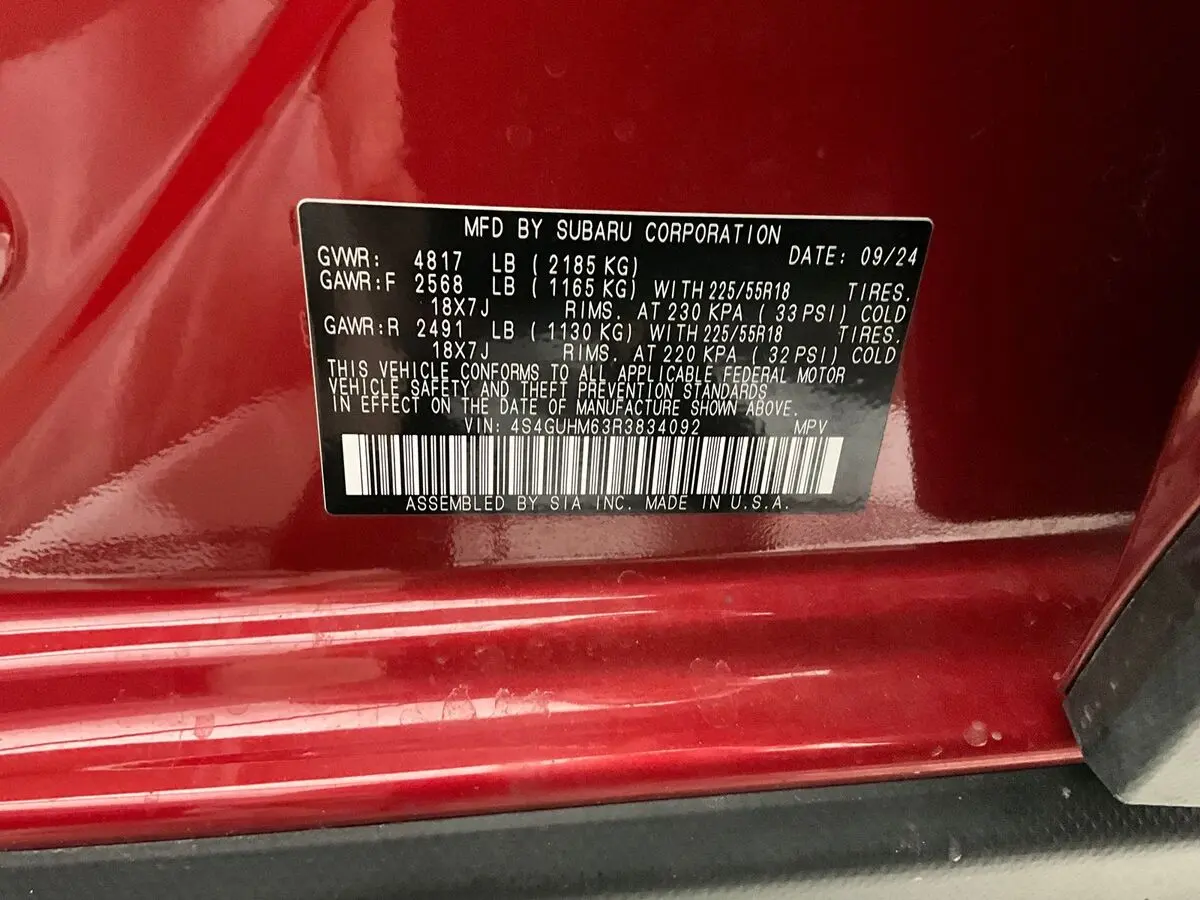 MFD BY SUBARU CORPORATION
GVWR: 4817 LB ( 2185 KG) DATE: 09/24
GAWR:F 2568 LB ( 1165 KG) WITH 225/55R18 TIRES.
18X7J RIMS. AT 230 KPA ( 33 PSI) COLD
GAWR:R 2491 LB ( 1130 KG) WITH 225/55R18 TIRES.
18X7J RIMS. AT 220 KPA ( 32 PSI) COLD
THIS VEHICLE CONFORMS TO ALL APPLICABLE FEDERAL MOTOR
VEHICLE SAFETY AND THEFT PREVENTION STANDARDS
IN EFFECT ON THE DATE OF MANUFACTURE SHOWN ABOVE.
VIN: 4S4GUHM63R3834092 MPV
ASSEMBLED BY SIA INC. MADE IN U.S.A.